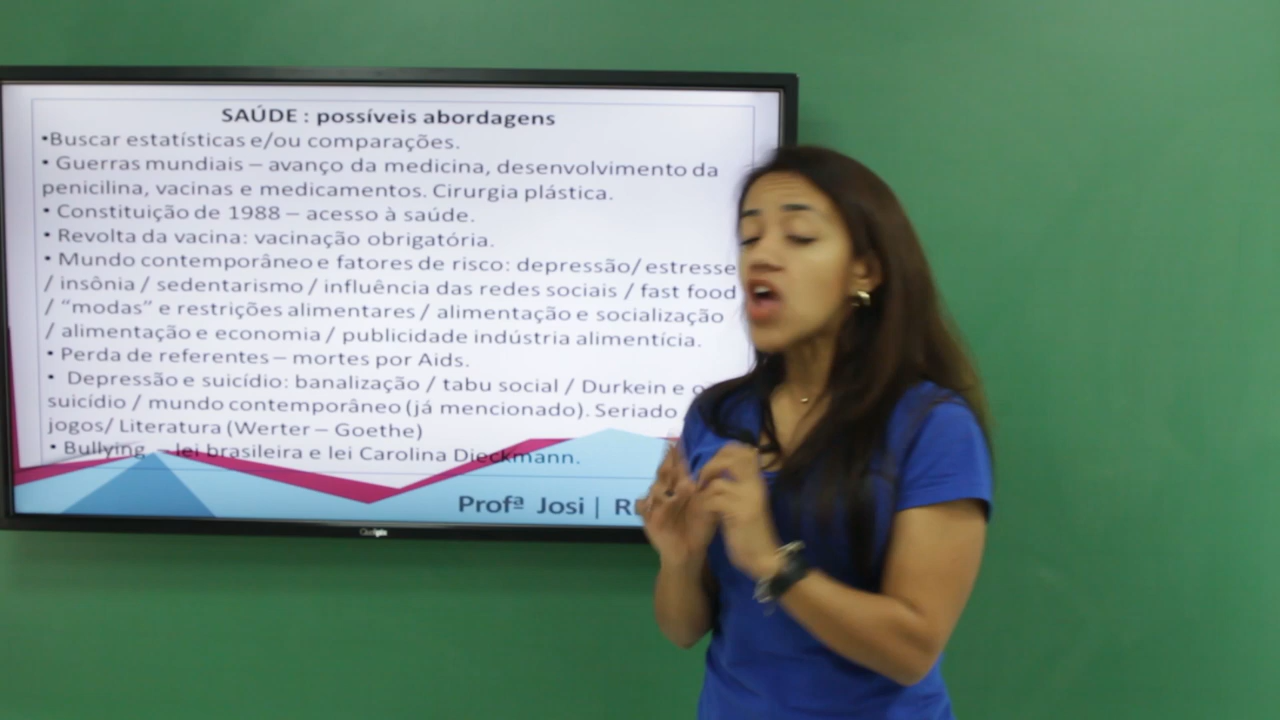 SAÚDE : possíveis abordagens
•Buscar estatísticas e/ou comparações.
• Guerras mundiais – avanço da medicina, desenvolvimento da
penicilina, vacinas e medicamentos. Cirurgia plástica.
• Constituição de 1988 – acesso à saúde.
• Revolta da vacina: vacinação obrigatória.
• Mundo contemporâneo e fatores de risco: depressão/ estresse
/ insônia / sedentarismo / influência das redes sociais / fast food
/ “modas” e restrições alimentares / alimentação e socialização
/ alimentação e economia / publicidade indústria alimentícia.
• Perda de referentes – mortes por Aids.
• Depressão e suicídio: banalização / tabu social / Durkein e
suicídio / mundo contemporâneo (já mencionado). Seriado
jogos/ Literatura (Werter – Goethe)
• Bullying – lei brasileira e lei Carolina Dieckmann.
Profª Josi |